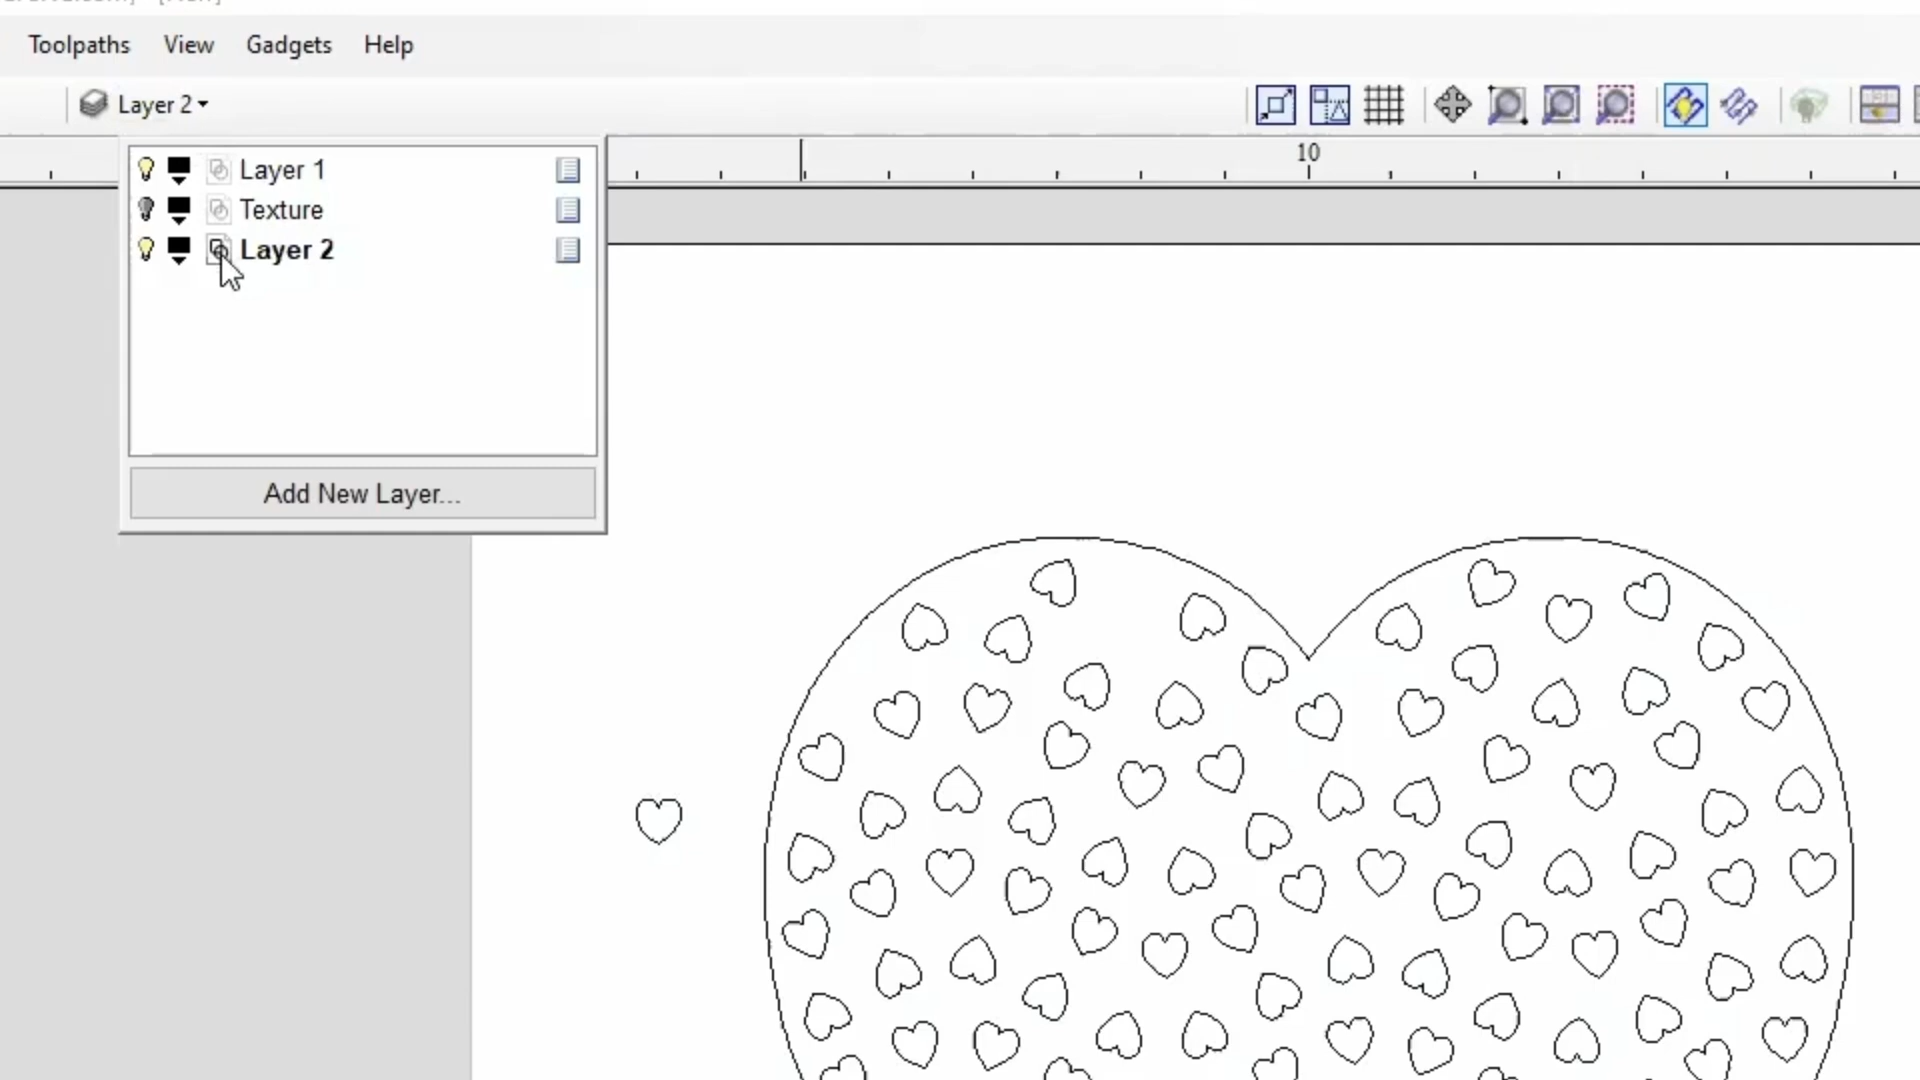 Toolpaths View Gadgets Help
Layer 2
10
Layer 1
Texture
Layer 2
Add New Layer...